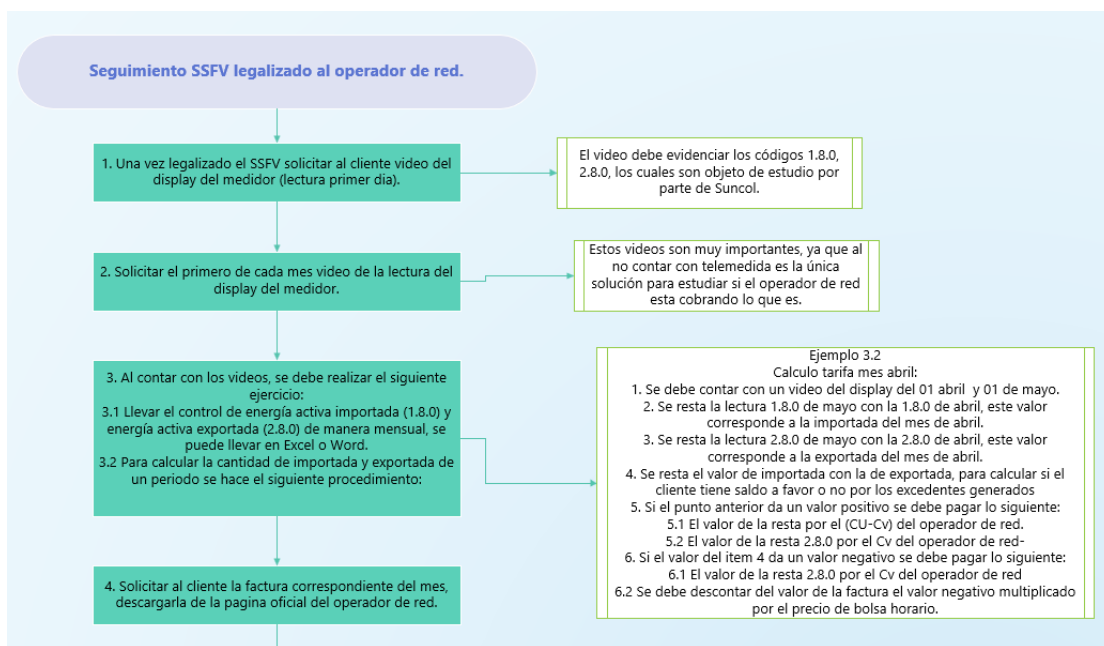 Seguimiento SSFV legalizado al operador de red.
1. Una vez legalizado el SSFV solicitar al cliente video del
display del medidor (lectura primer dia).
El video debe evidenciar los códigos 1.8.0,
2.8.0, los cuales son objeto de estudio por
parte de Suncol.
2. Solicitar el primero de cada mes video de la lectura del
display del medidor.
Estos videos son muy importantes, ya que al
no contar con telemedida es la única
solución para estudiar si el operador de red
esta cobrando lo que es.
3. Al contar con los videos, se debe realizar el siguiente
ejercicio:
3.1 Llevar el control de energía activa importada (1.8.0) y
energía activa exportada (2.8.0) de manera mensual, se
puede llevar en Excel o Word.
3.2 Para calcular la cantidad de importada y exportada de
un periodo se hace el siguiente procedimiento:
Ejemplo 3.2
Calculo tarifa mes abril:
1. Se debe contar con un video del display del 01 abril y 01 de mayo.
2. Se resta la lectura 1.8.0 de mayo con la 1.8.0 de abril, este valor
corresponde a la importada del mes de abril.
3. Se resta la lectura 2.8.0 de mayo con la 2.8.0 de abril, este valor
corresponde a la exportada del mes de abril.
4. Se resta el valor de importada con la de exportada, para calcular si el
cliente tiene saldo a favor o no por los excedentes generados
5. Si el punto anterior da un valor positivo se debe pagar lo siguiente:
5.1 El valor de la resta por el (CU-Cv) del operador de red.
5.2 El valor de la resta 2.8.0 por el Cv del operador de red-
6. Si el valor del item 4 da un valor negativo se debe pagar lo siguiente:
6.1 El valor de la resta 2.8.0 por el Cv del operador de red
6.2 Se debe descontar del valor de la factura el valor negativo multiplicado
por el precio de bolsa horario.
4. Solicitar al cliente la factura correspondiente del mes,
descargarla de la pagina oficial del operador de red.